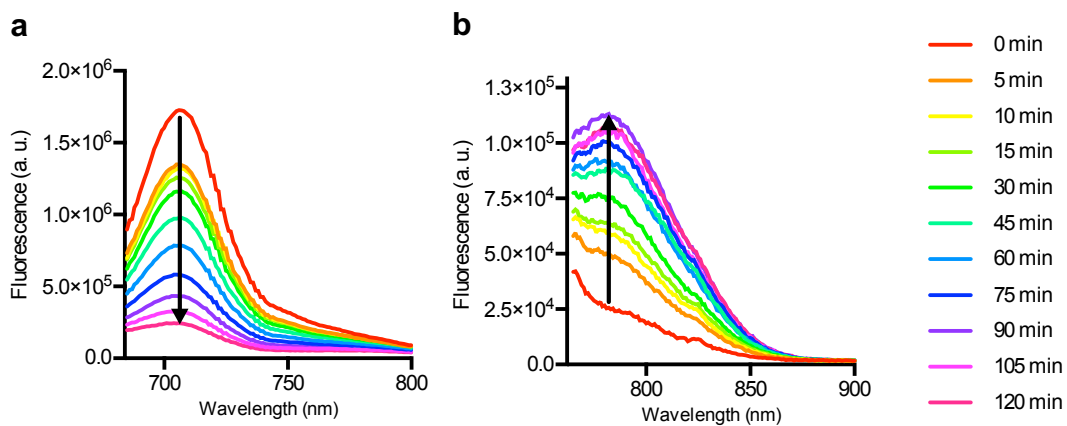 a
Fluorescence (a. u.)
2.0×10⁶
1.5×10⁶
1.0×10⁶
5.0×10⁵
0.0
700
750
800
Wavelength (nm)
b
Fluorescence (a. u.)
1.3×10⁵
1.0×10⁵
7.5×10⁴
5.0×10⁴
2.5×10⁴
0.0
800
850
900
Wavelength (nm)
0 min
5 min
10 min
15 min
30 min
45 min
60 min
75 min
90 min
105 min
120 min